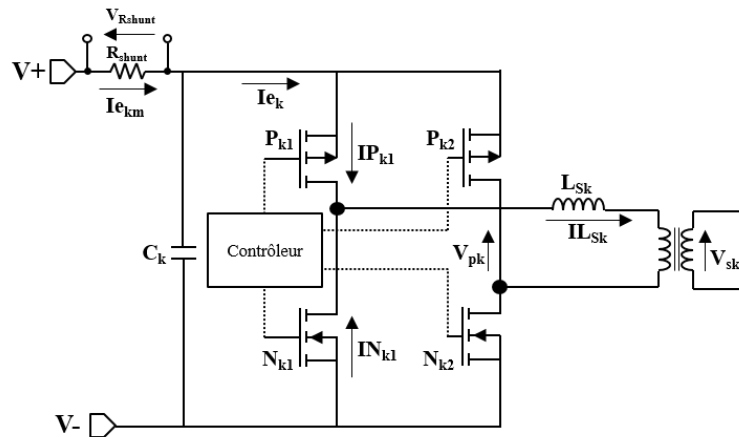 V_Rshunt
R_shunt
V+
Ie_km
Ie_k
P_k1
IP_k1
P_k2
L_Sk
IL_Sk
Contrôleur
C_k
V_pk
V_sk
N_k1
IN_k1
N_k2
V-